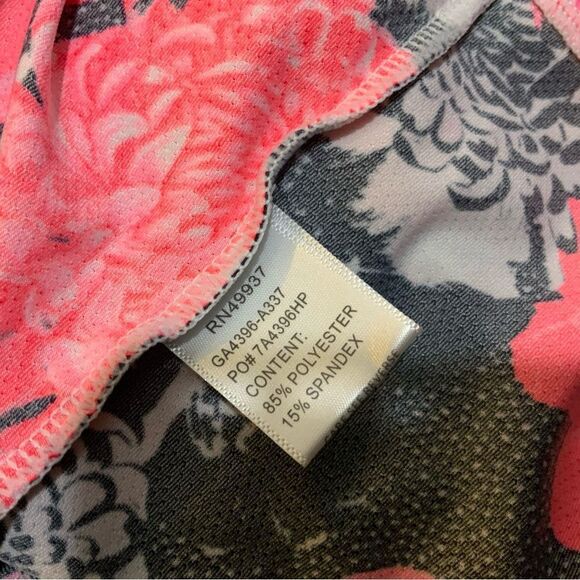 RN49937
GA4396-A337
PO# 7A4396HP
CONTENT:
85% POLYESTER
15% SPANDEX